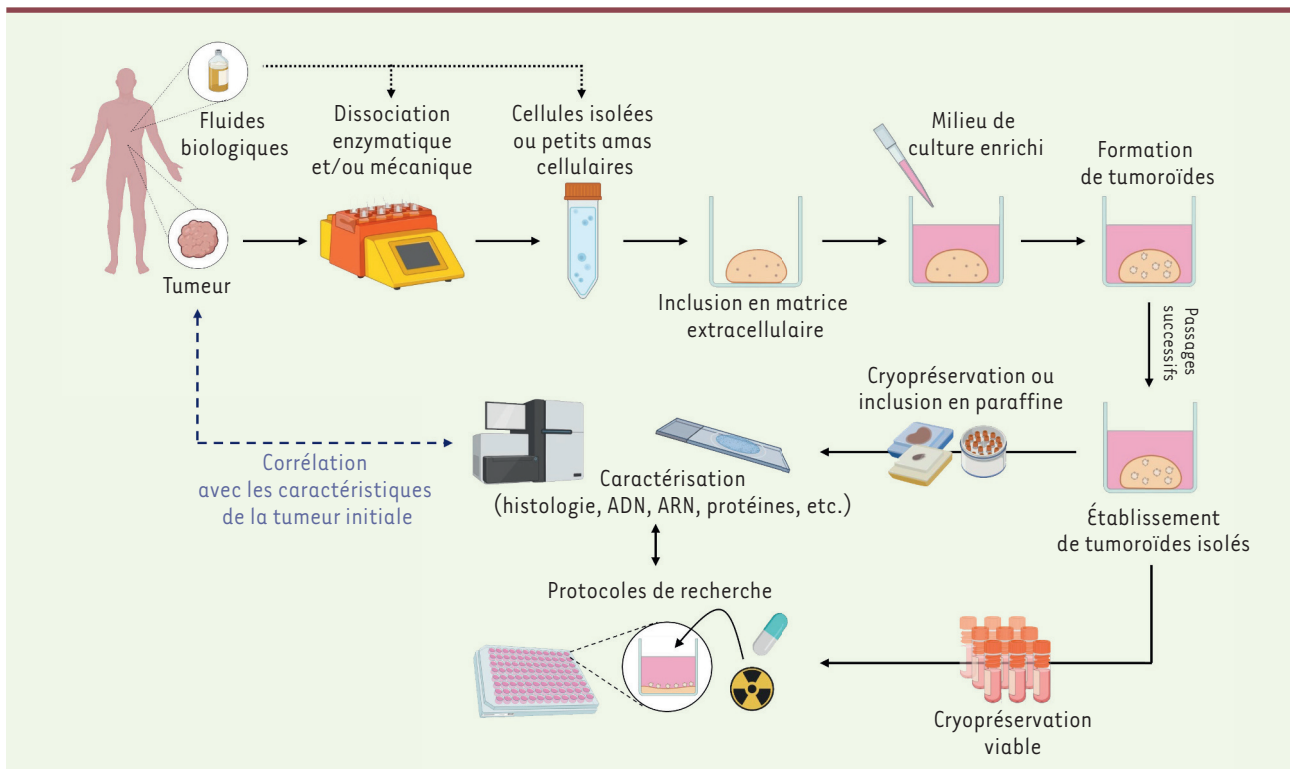 Fluides
biologiques
Tumeur
Dissociation
enzymatique
et/ou mécanique
Cellules isolées
ou petits amas
cellulaires
Inclusion en matrice
extracellulaire
Milieu de
culture enrichi
Formation
de tumoroïdes
Passages
successifs
Établissement
de tumoroïdes isolés
Cryopréservation ou
inclusion en paraffine
Caractérisation
(histologie, ADN, ARN, protéines, etc.)
Corrélation
avec les caractéristiques
de la tumeur initiale
Protocoles de recherche
Cryopréservation
viable